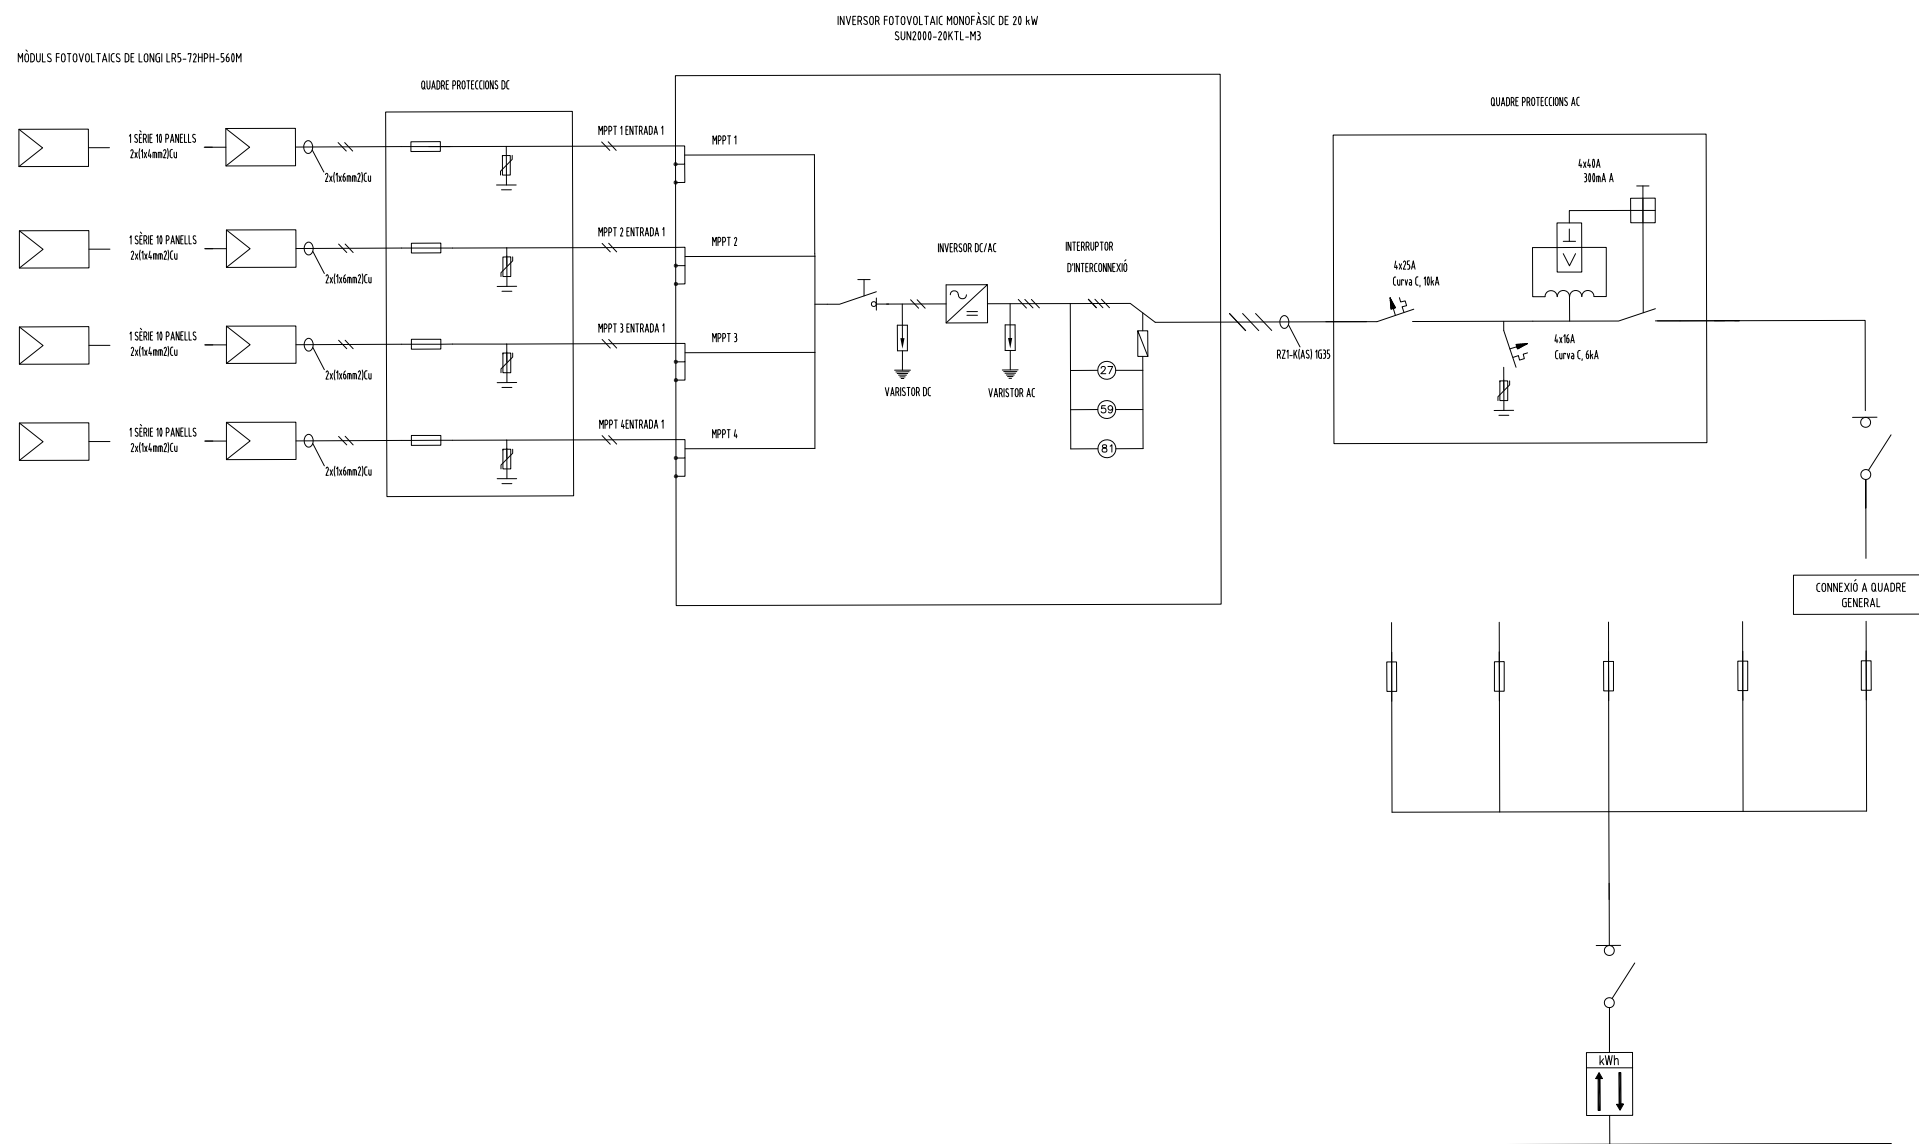 INVERSOR FOTOVOLTAIC MONOFÀSIC DE 20 kW
SUN2000-20KTL-M3
MÒDULS FOTOVOLTAICS DE LONGI LR5-72HPH-560M
QUADRE PROTECCIONS DC
QUADRE PROTECCIONS AC
1 SÈRIE 10 PANELLS
2x(1x4mm2)Cu
2x(1x6mm2)Cu
MPPT 1 ENTRADA 1
MPPT 1
1 SÈRIE 10 PANELLS
2x(1x4mm2)Cu
2x(1x6mm2)Cu
MPPT 2 ENTRADA 1
MPPT 2
1 SÈRIE 10 PANELLS
2x(1x4mm2)Cu
2x(1x6mm2)Cu
MPPT 3 ENTRADA 1
MPPT 3
1 SÈRIE 10 PANELLS
2x(1x4mm2)Cu
2x(1x6mm2)Cu
MPPT 4ENTRADA 1
MPPT 4
INVERSOR DC/AC
INTERRUPTOR
D'INTERCONNEXIÓ
VARISTOR DC
VARISTOR AC
27
59
81
RZ1-K(AS) 1G35
4x25A
Curva C, 10kA
4x40A
300mA A
4x16A
Curva C, 6kA
CONNEXIÓ A QUADRE
GENERAL
kWh